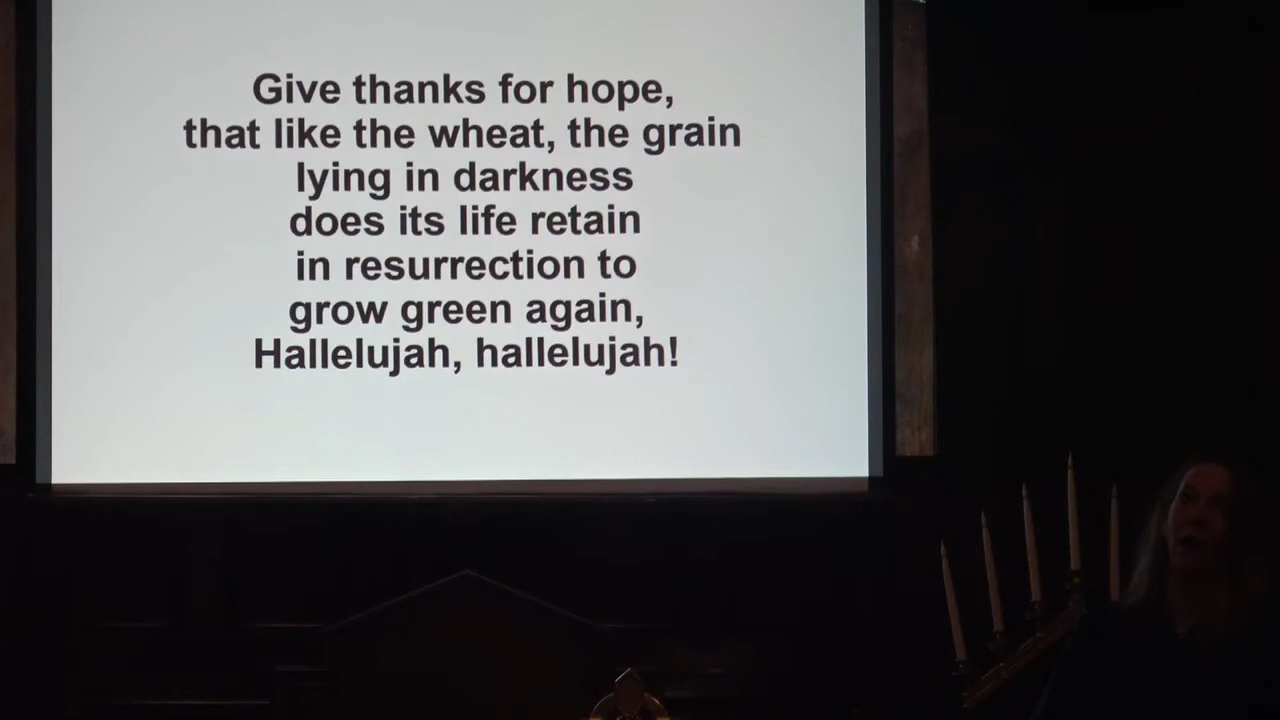 Give thanks for hope,
that like the wheat, the grain
lying in darkness
does its life retain
in resurrection to
grow green again,
Hallelujah, hallelujah!